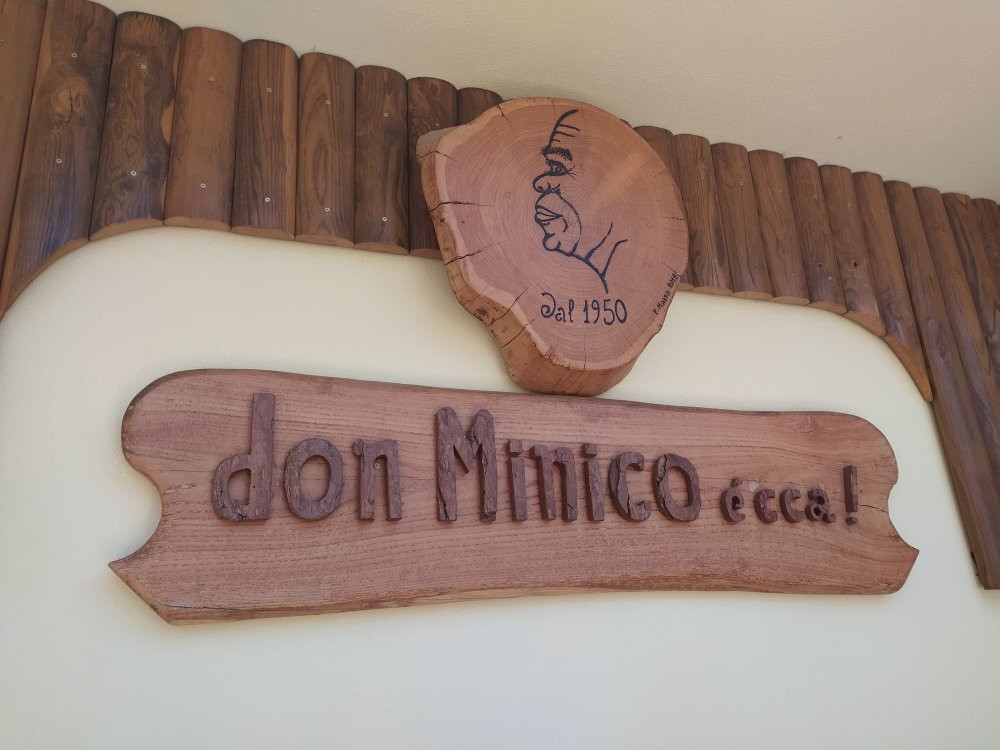 Dal 1950
don Minico écca!